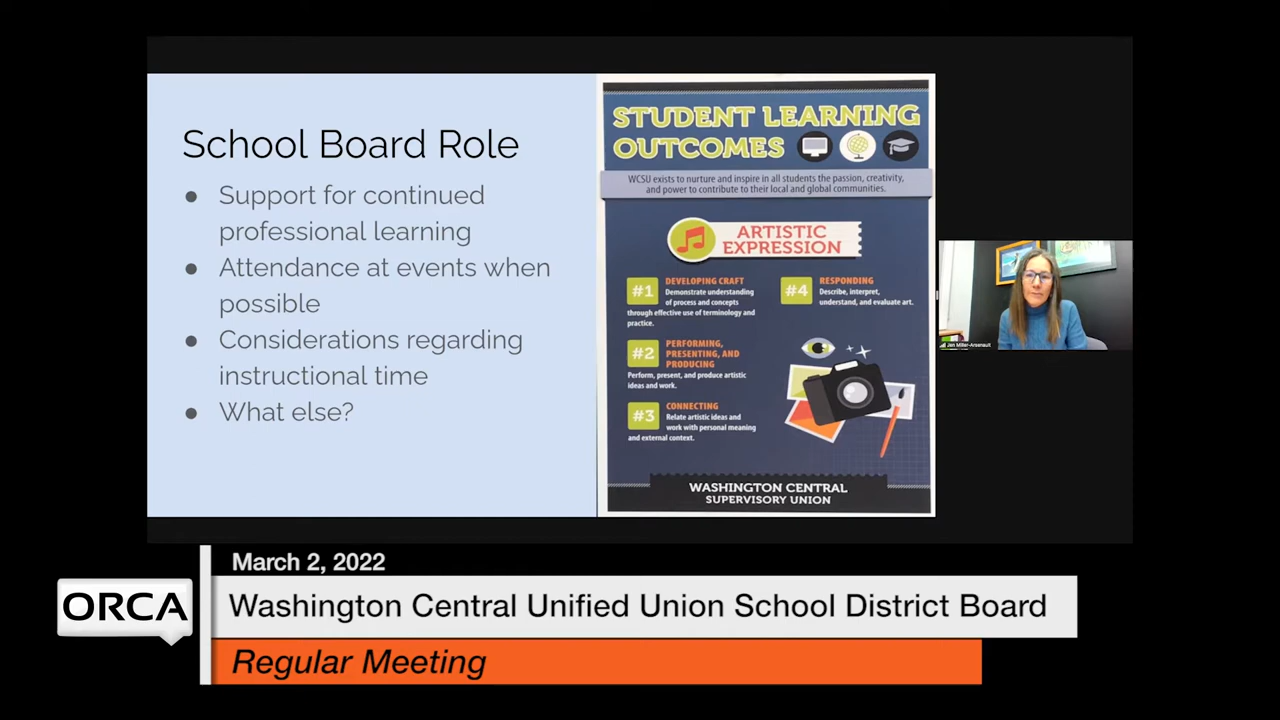 School Board Role
● Support for continued
professional learning
● Attendance at events when
possible
● Considerations regarding
instructional time
● What else?
STUDENT LEARNING
OUTCOMES
WCSU exists to nurture and inspire in all students the passion, creativity,
and power to contribute to their local and global communities.
ARTISTIC
EXPRESSION
#1 DEVELOPING CRAFT
Demonstrate understanding
of process and concepts
through effective use of terminology and
practice.
#2 PERFORMING,
PRESENTING, AND
PRODUCING
Perform, present, and produce artistic
ideas and work.
#3 CONNECTING
Relate artistic ideas and
work with personal meaning
and external context.
#4 RESPONDING
Describe, interpret,
understand, and evaluate art.
WASHINGTON CENTRAL
SUPERVISORY UNION
Jen Miller-Arsenault
March 2, 2022
ORCA
Washington Central Unified Union School District Board
Regular Meeting